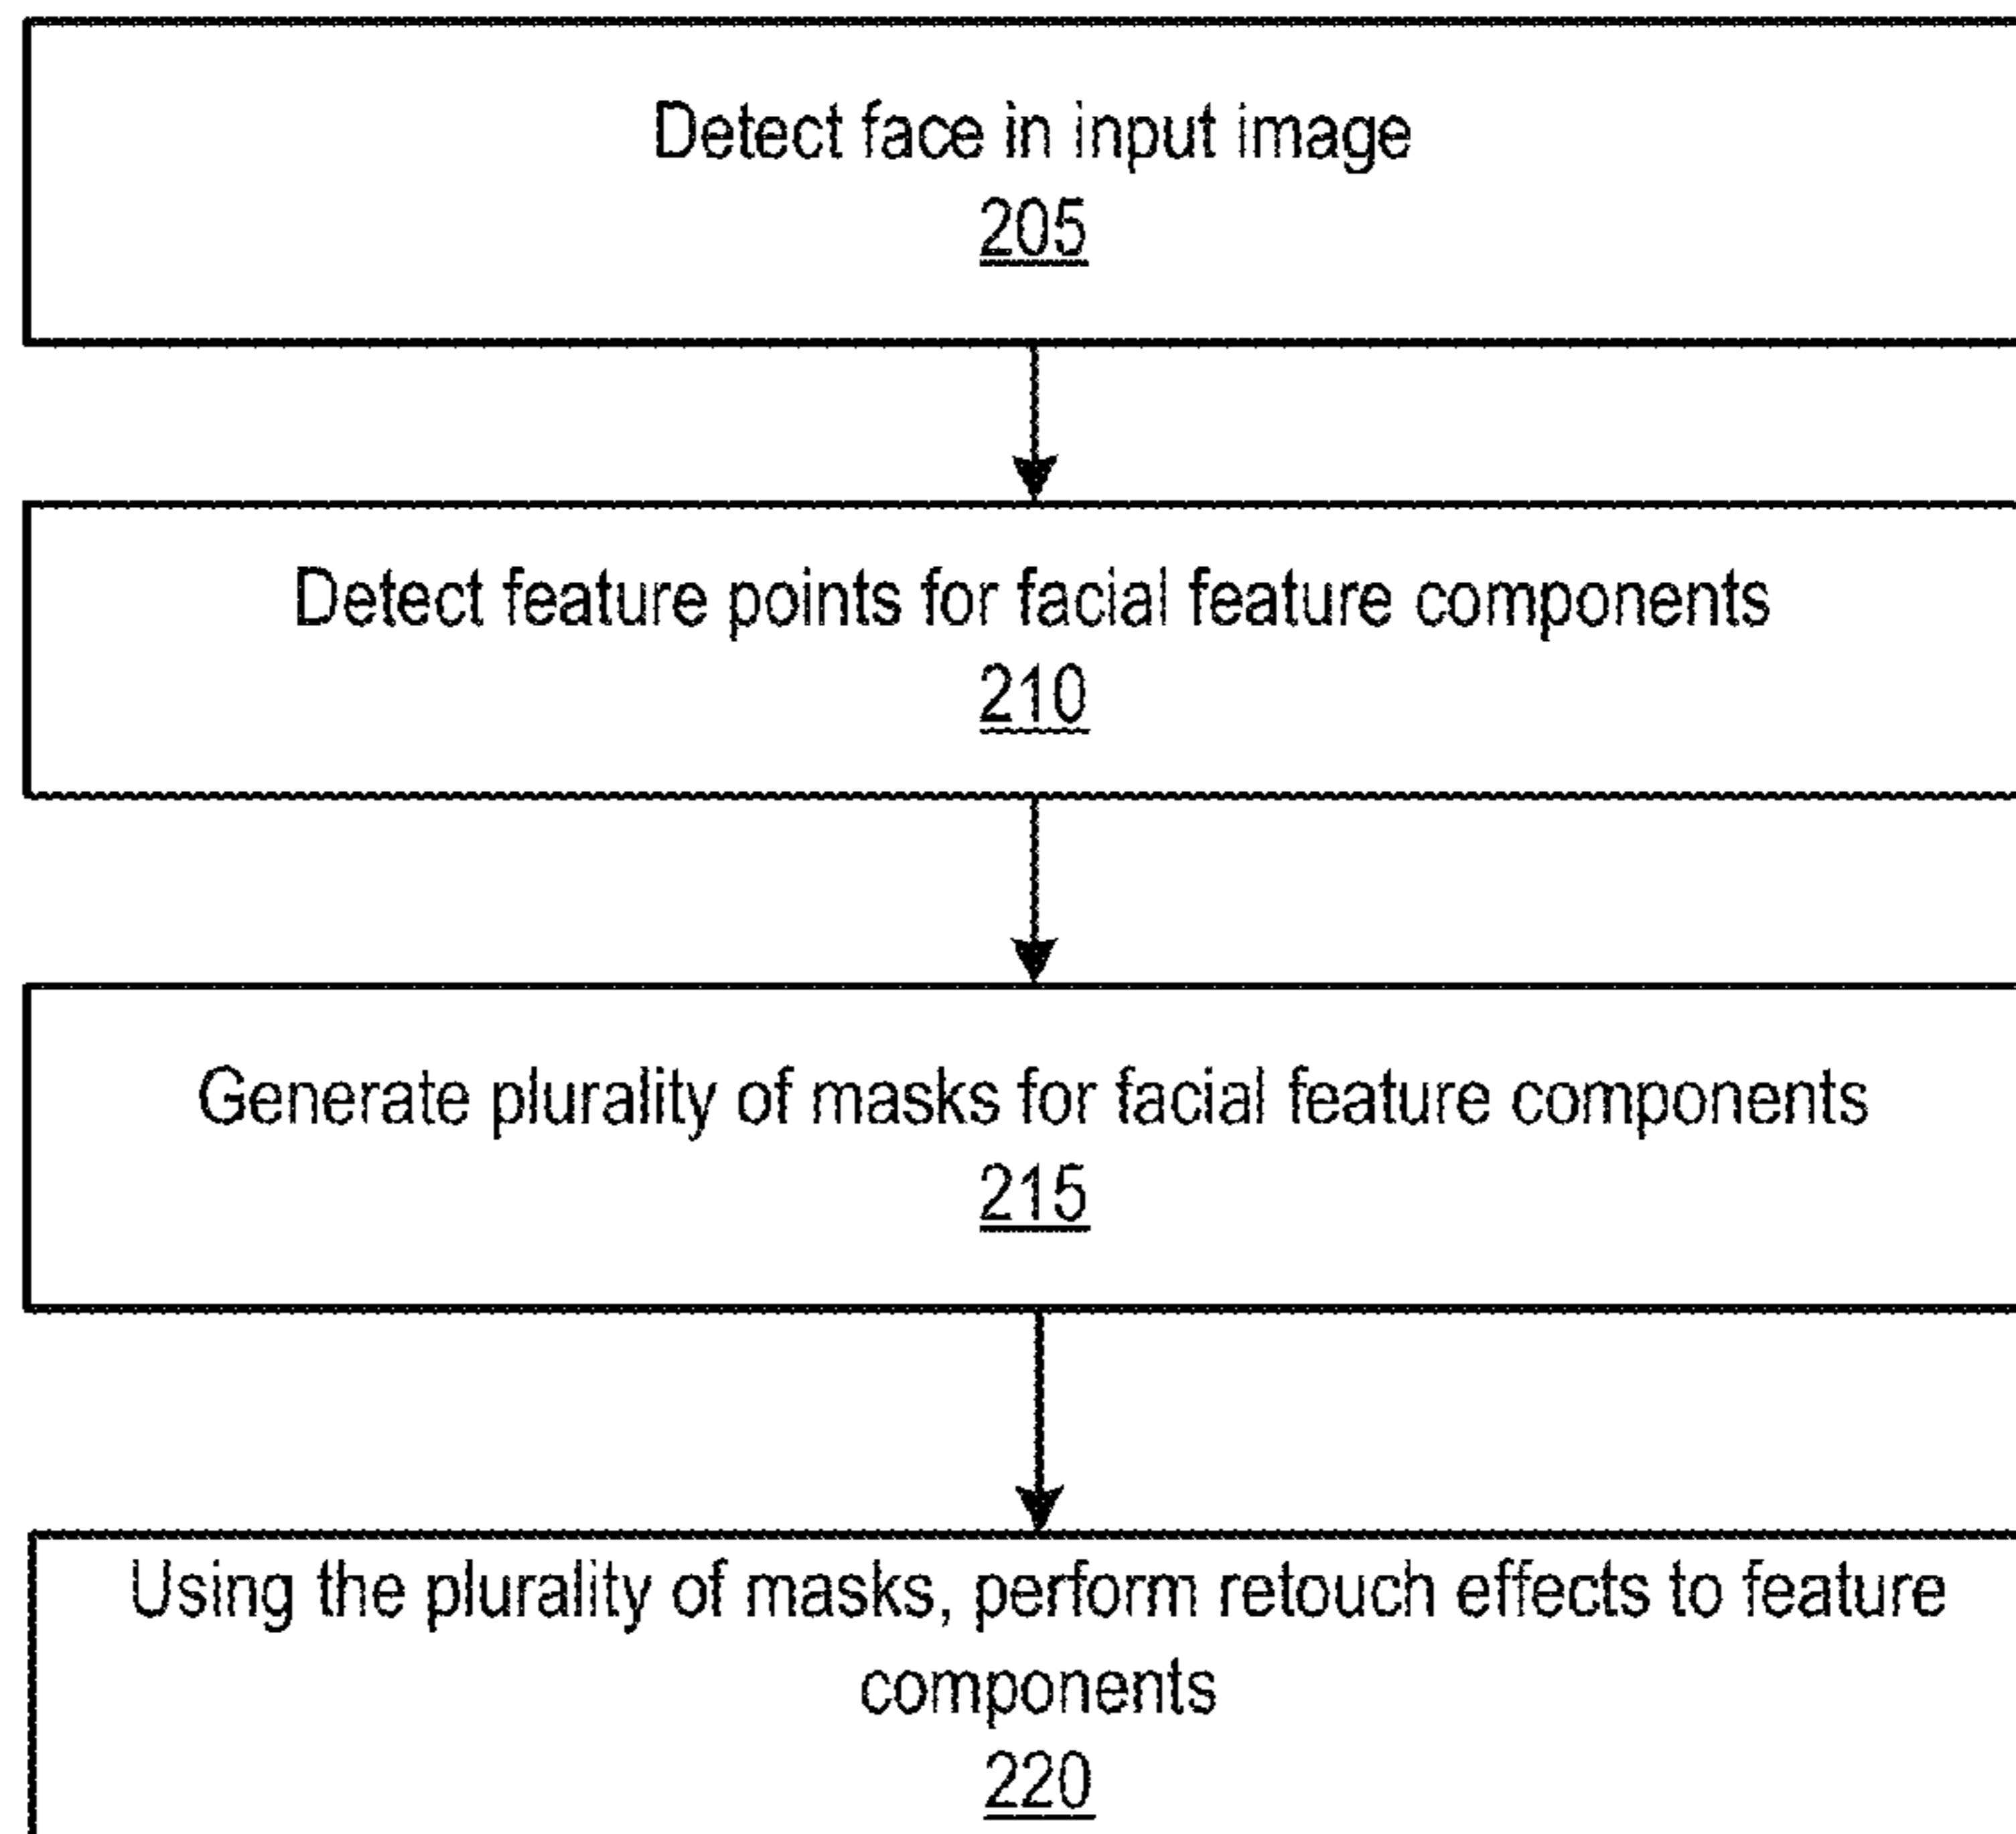 Detect face in input image
205
Detect feature points for facial feature components
210
Generate plurality of masks for facial feature components
215
Using the plurality of masks, perform retouch effects to feature
components
220